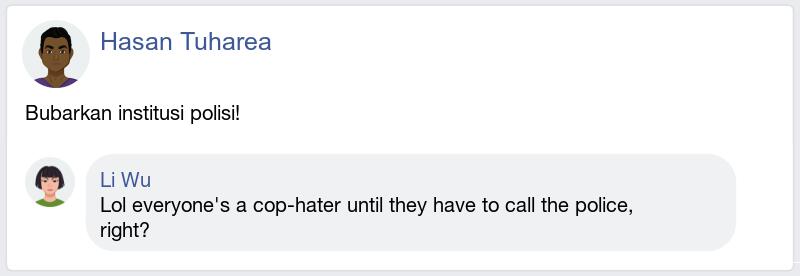 Hasan Tuharea
Bubarkan institusi polisi!
Li Wu
Lol everyone's a cop-hater until they have to call the police,
right?